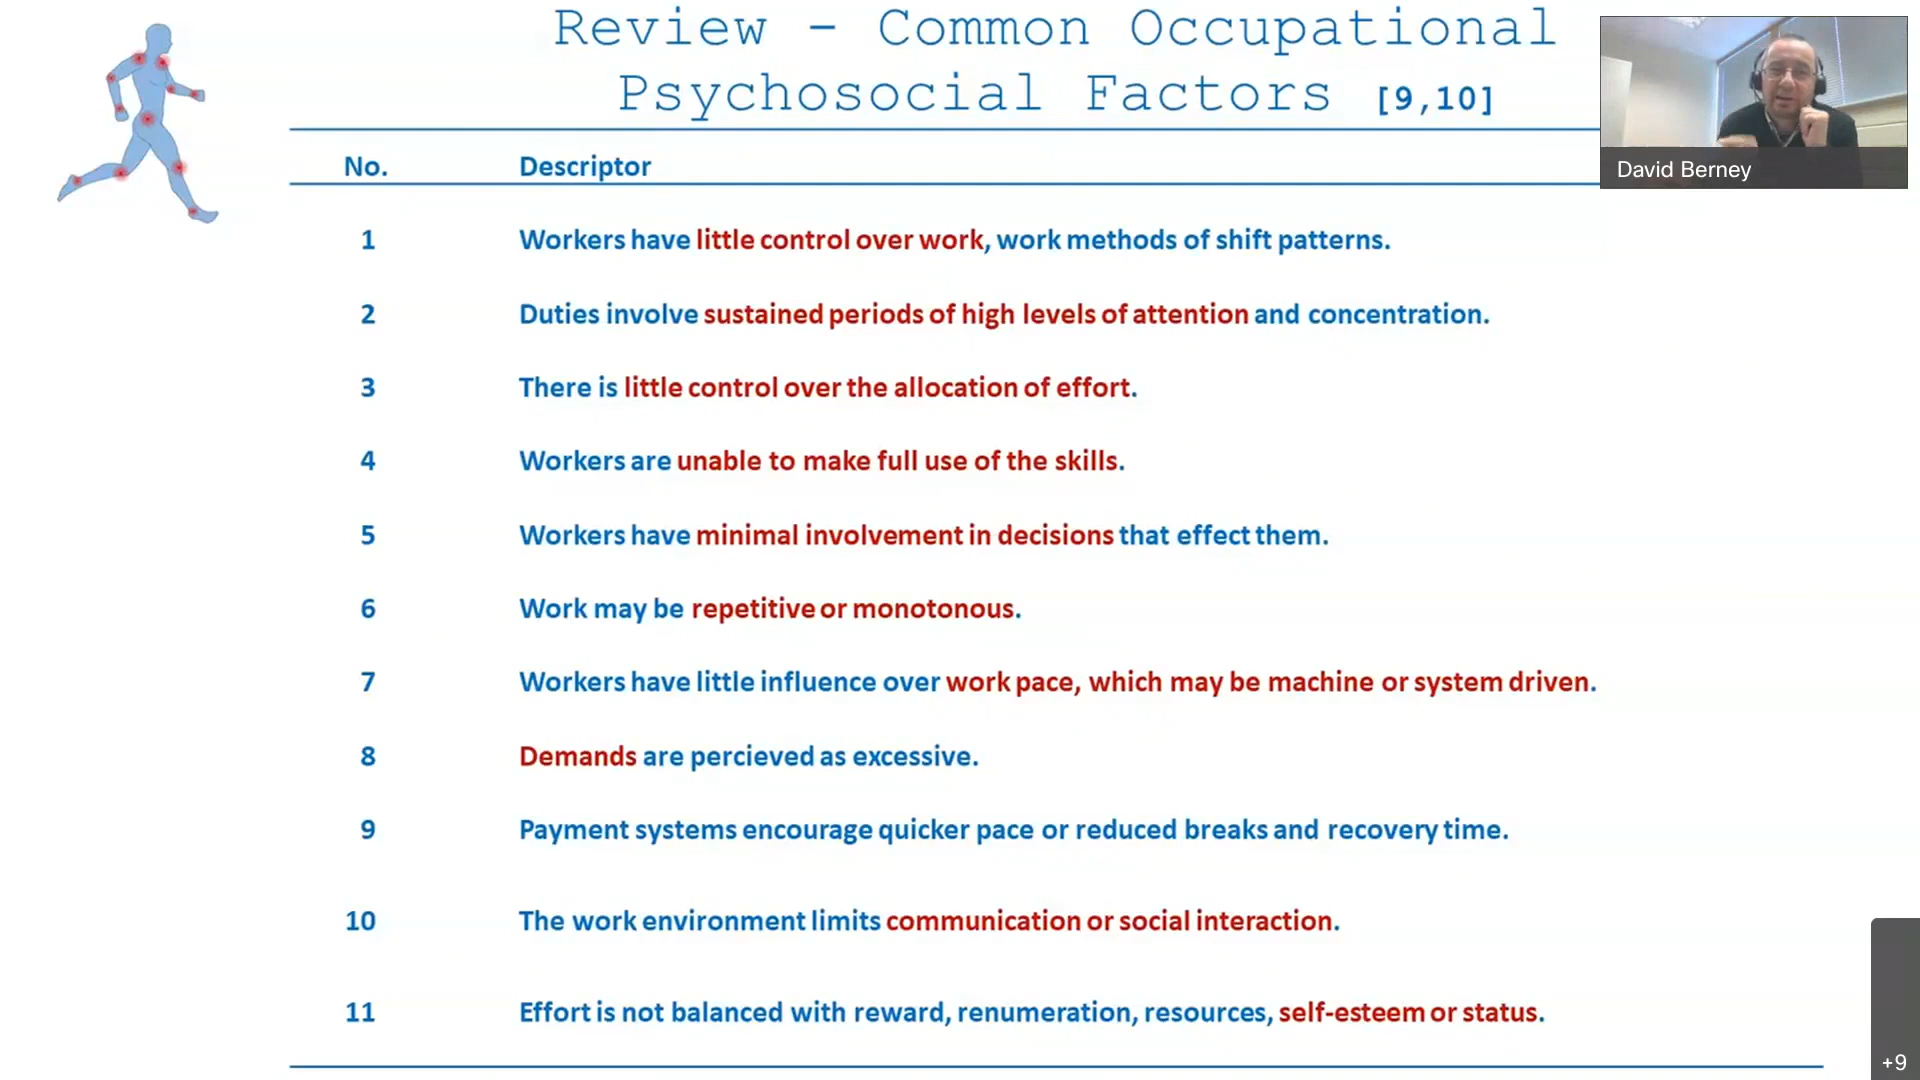 Review – Common Occupational
Psychosocial Factors [9,10]
David Berney
No. Descriptor
1 Workers have little control over work, work methods of shift patterns.
2 Duties involve sustained periods of high levels of attention and concentration.
3 There is little control over the allocation of effort.
4 Workers are unable to make full use of the skills.
5 Workers have minimal involvement in decisions that effect them.
6 Work may be repetitive or monotonous.
7 Workers have little influence over work pace, which may be machine or system driven.
8 Demands are percieved as excessive.
9 Payment systems encourage quicker pace or reduced breaks and recovery time.
10 The work environment limits communication or social interaction.
11 Effort is not balanced with reward, renumeration, resources, self-esteem or status.
+9